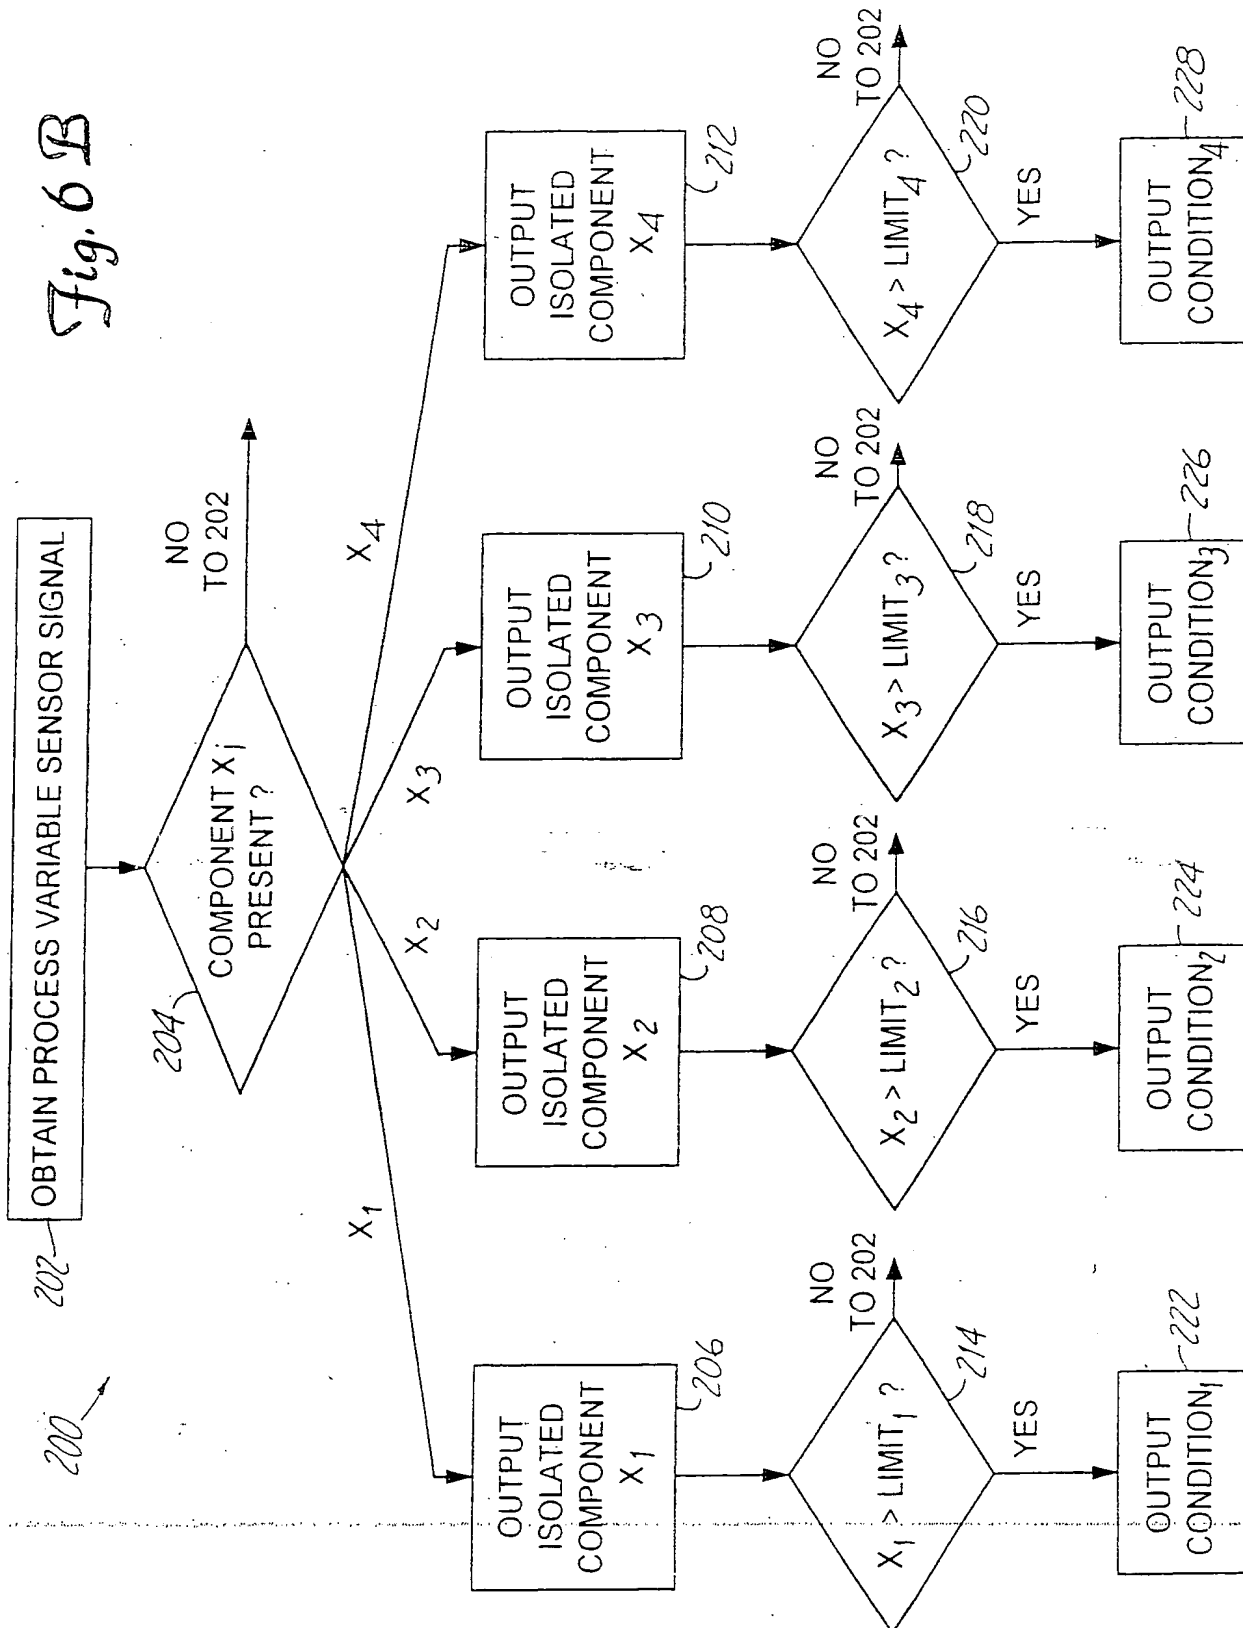 Fig. 6 B
200
202
OBTAIN PROCESS VARIABLE SENSOR SIGNAL
204
COMPONENT Xj
PRESENT ?
NO
TO 202
X1
X2
X3
X4
OUTPUT
ISOLATED
COMPONENT
X1
206
OUTPUT
ISOLATED
COMPONENT
X2
208
OUTPUT
ISOLATED
COMPONENT
X3
210
OUTPUT
ISOLATED
COMPONENT
X4
212
X1 > LIMIT1 ?
214
NO
TO 202
YES
X2 > LIMIT2 ?
216
NO
TO 202
YES
X3 > LIMIT3 ?
218
NO
TO 202
YES
X4 > LIMIT4 ?
220
NO
TO 202
YES
OUTPUT
CONDITION1
222
OUTPUT
CONDITION2
224
OUTPUT
CONDITION3
226
OUTPUT
CONDITION4
228